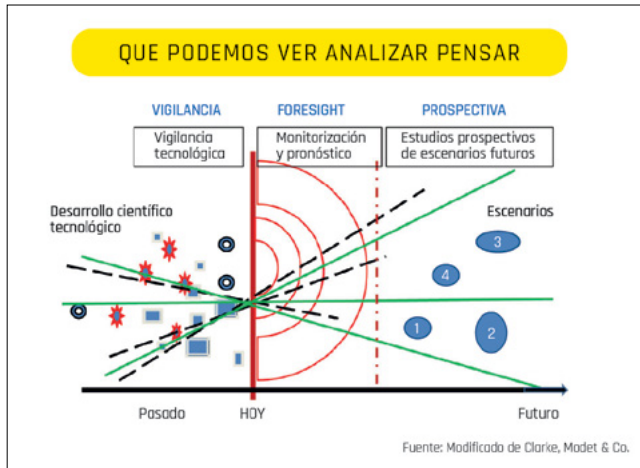 QUE PODEMOS VER ANALIZAR PENSAR
VIGILANCIA
FORESIGHT
PROSPECTIVA
Vigilancia
tecnológica
Monitorización
y pronóstico
Estudios prospectivos
de escenarios futuros
Desarrollo científico
tecnológico
Escenarios
3
4
1
2
Pasado
HOY
Futuro
Fuente: Modificado de Clarke, Modet & Co.